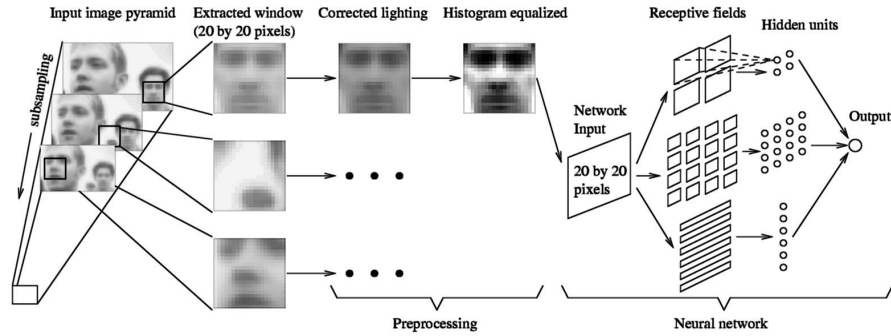 Input image pyramid
Extracted window
(20 by 20 pixels)
Corrected lighting
Histogram equalized
Receptive fields
Hidden units
subsampling
Network
Input
20 by 20
pixels
Output
Preprocessing
Neural network